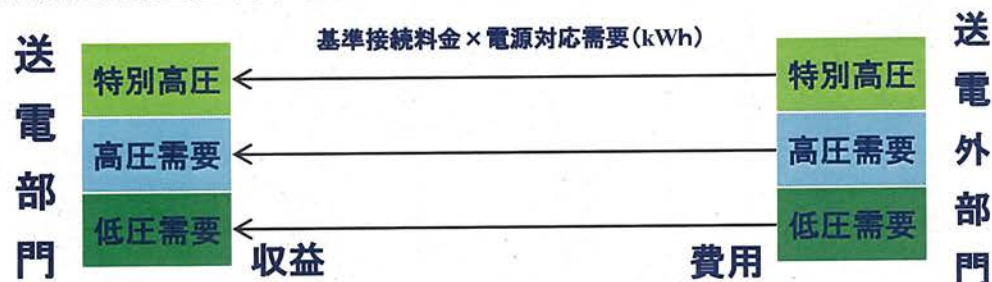 基準接続料金×電源対応需要(kWh)
送電部門
特別高圧
高圧需要
低圧需要
収益
費用
特別高圧
高圧需要
低圧需要
送電外部門